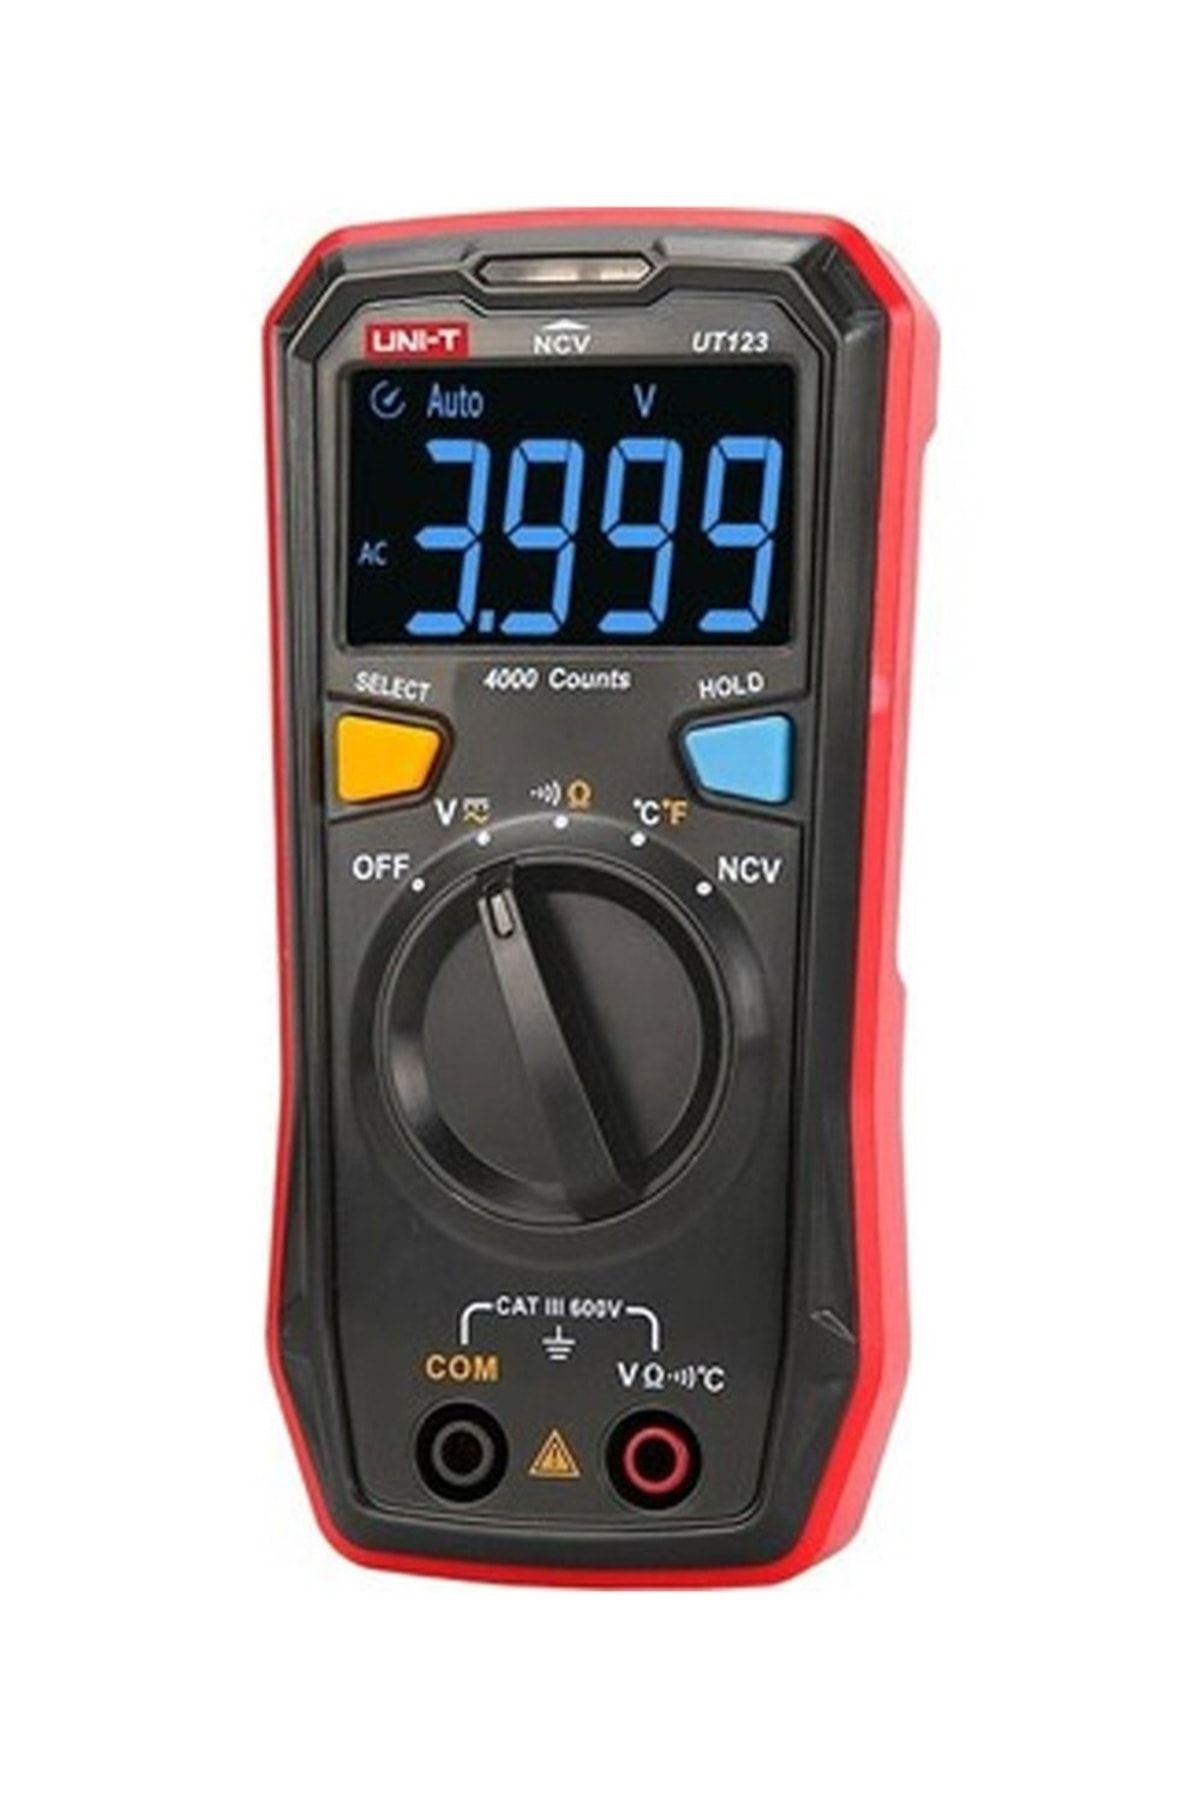 UNI-T NCV UT123
Auto V
AC 3.999
4000 Counts
SELECT HOLD
OFF V Ω °C°F NCV
CAT III 600V
COM VΩ °C